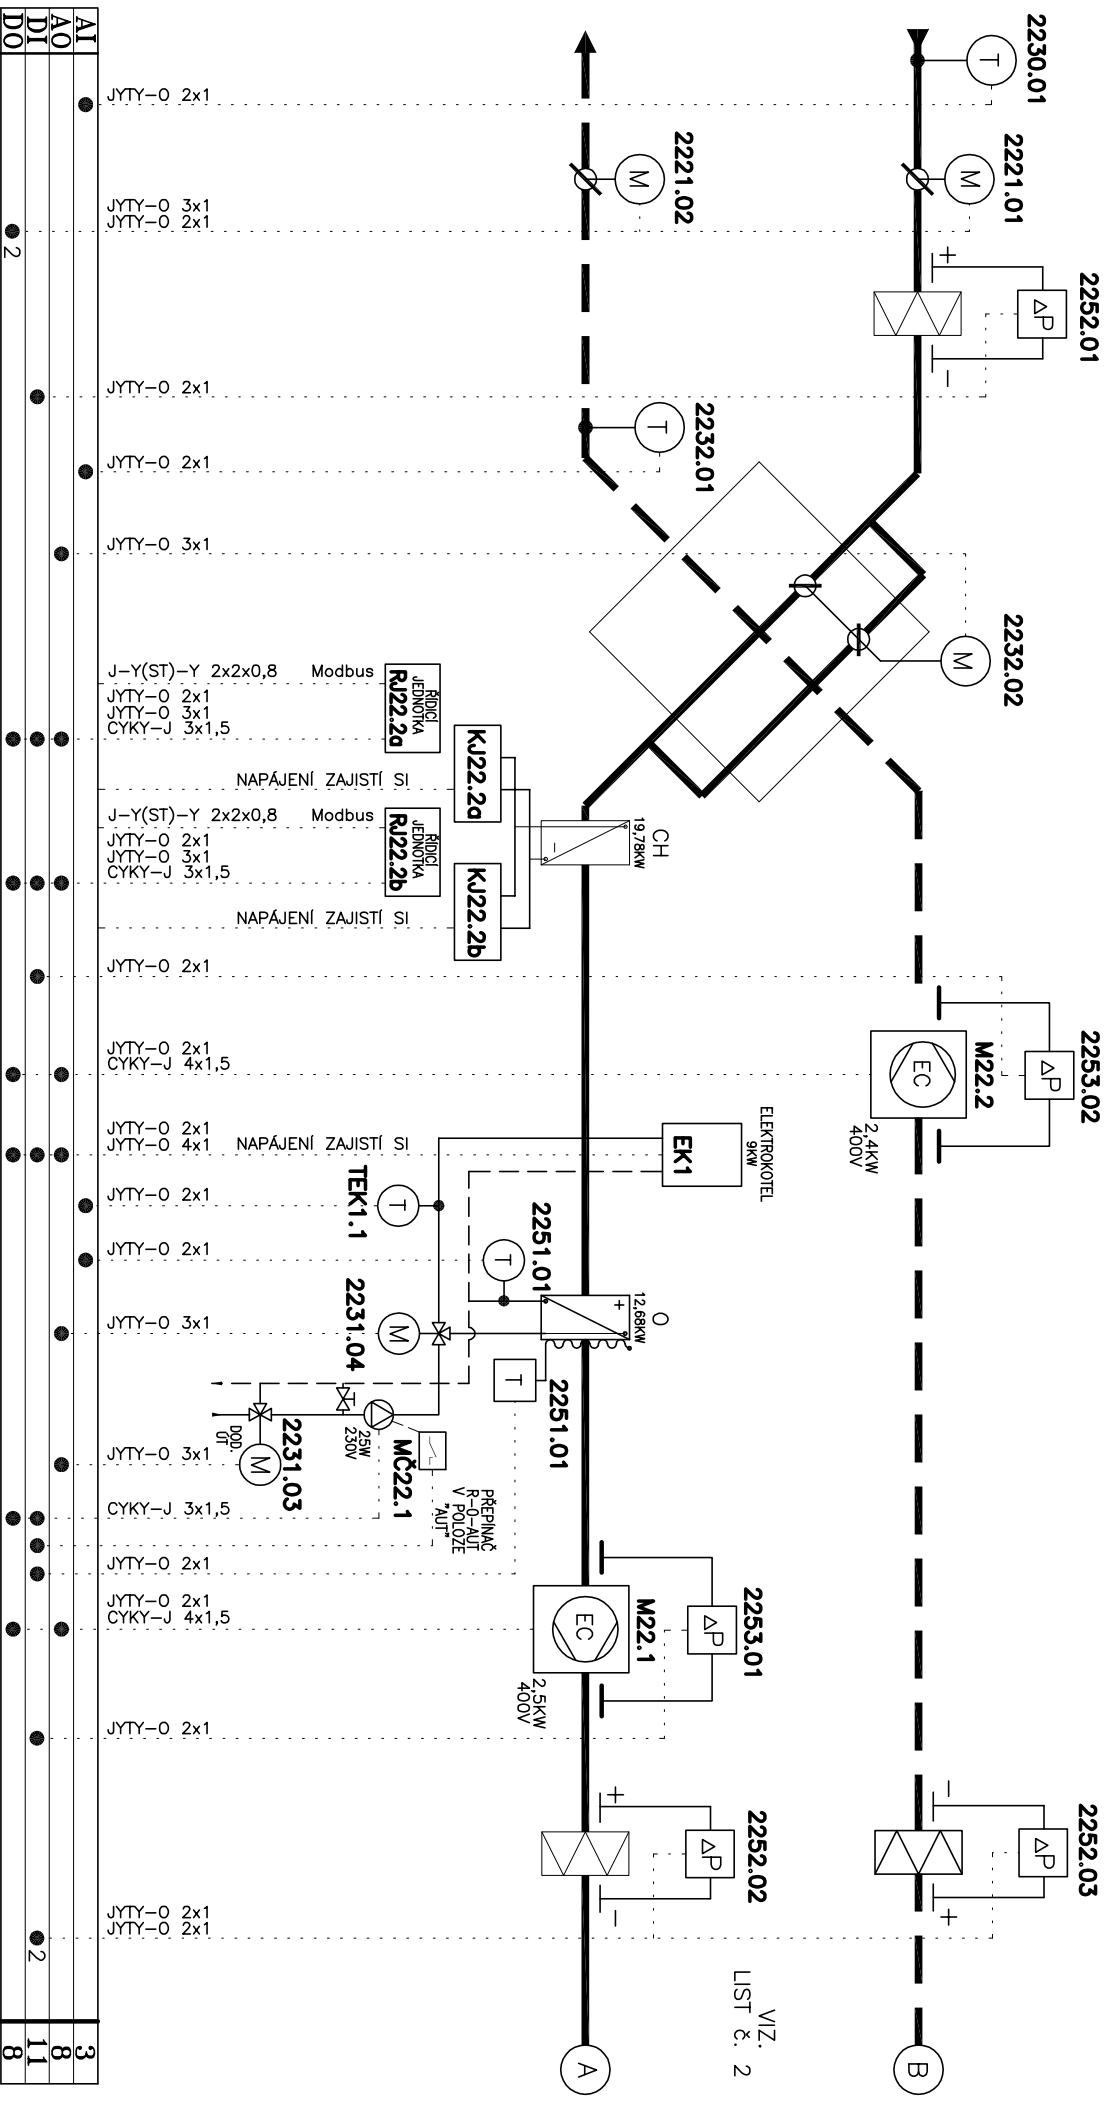 2230.01
T
2221.01
M
2252.01
ΔP
+
−
2221.02
M
2232.01
T
2232.02
M
CH
19,78KW
−
KJ22.2a
KJ22.2b
ŘÍDICÍ
JEDNOTKA
RJ22.2a
ŘÍDICÍ
JEDNOTKA
RJ22.2b
2253.02
ΔP
M22.2
EC
2,4KW
400V
ELEKTROKOTEL
9KW
EK1
TEK1.1
T
2251.01
T
O
12,68KW
+
2251.01
T
2231.04
M
2231.03
M
DOD.
ÚT
MČ22.1
25W
230V
PŘEPÍNAČ
R-O-AUT
V POLOZE
"AUT"
2253.01
ΔP
M22.1
EC
2,5KW
400V
2252.02
ΔP
+
−
2252.03
ΔP
−
+
VIZ.
LIST č. 2
A
B
JYTY-O 2x1
JYTY-O 3x1
JYTY-O 2x1
JYTY-O 2x1
JYTY-O 2x1
JYTY-O 3x1
J-Y(ST)-Y 2x2x0,8 Modbus
JYTY-O 2x1
JYTY-O 3x1
CYKY-J 3x1,5
NAPÁJENÍ ZAJISTÍ SI
J-Y(ST)-Y 2x2x0,8 Modbus
JYTY-O 2x1
JYTY-O 3x1
CYKY-J 3x1,5
NAPÁJENÍ ZAJISTÍ SI
JYTY-O 2x1
JYTY-O 2x1
CYKY-J 4x1,5
JYTY-O 2x1
JYTY-O 4x1 NAPÁJENÍ ZAJISTÍ SI
JYTY-O 2x1
JYTY-O 2x1
JYTY-O 3x1
JYTY-O 3x1
CYKY-J 3x1,5
JYTY-O 2x1
JYTY-O 2x1
CYKY-J 4x1,5
JYTY-O 2x1
JYTY-O 2x1
JYTY-O 2x1
AI 3
AO 8
DI 2 11
DO 2 8